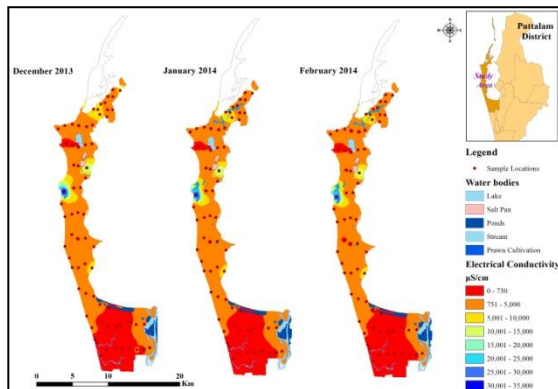 Puttalam
District
Study
Area
December 2013
January 2014
February 2014
Legend
Sample Locations
Water bodies
Lake
Salt Pan
Ponds
Stream
Prawn Cultivation
Electrical Conductivity
µS/cm
0 - 750
751 - 5,000
5,001 - 10,000
10,001 - 15,000
15,001 - 20,000
20,001 - 25,000
25,001 - 30,000
30,001 - 35,000
0 5 10 20
Km